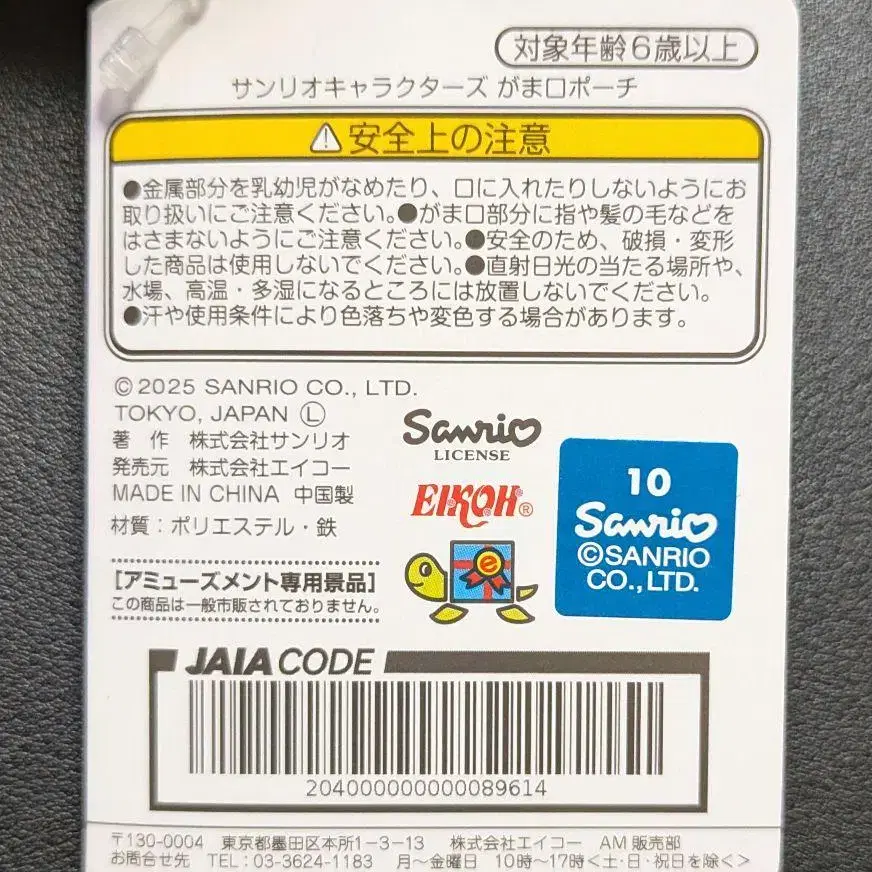 対象年齢6歳以上
サンリオキャラクターズ がま口ポーチ
⚠安全上の注意
●金属部分を乳幼児がなめたり、口に入れたりしないようにお
取り扱いにご注意ください。●がま口部分に指や髪の毛などを
はさまないようにご注意ください。●安全のため、破損・変形
した商品は使用しないでください。●直射日光の当たる場所や、
水場、高温・多湿になるところには放置しないでください。
●汗や使用条件により色落ちや変色する場合があります。
©2025 SANRIO CO., LTD.
TOKYO, JAPAN Ⓛ
著 作 株式会社サンリオ
発売元 株式会社エイコー
MADE IN CHINA 中国製
材質：ポリエステル・鉄
Sanrio
LICENSE
EIKOH®
e
10
Sanrio
©SANRIO
CO., LTD.
[アミューズメント専用景品]
この商品は一般市販されておりません。
JAIA CODE
2040000000000089614
〒130-0004 東京都墨田区本所1-3-13 株式会社エイコー AM販売部
お問合せ先 TEL：03-3624-1183 月〜金曜日 10時〜17時<土・日・祝日を除く>